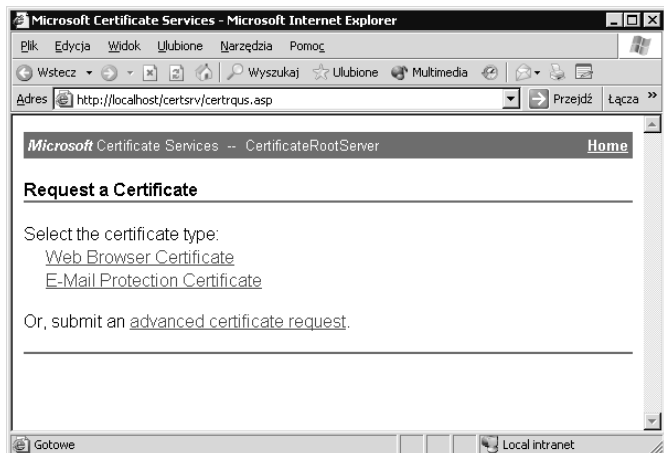 Microsoft Certificate Services - Microsoft Internet Explorer
Plik Edycja Widok Ulubione Narzędzia Pomoc
Wstecz Wyszukaj Ulubione Multimedia
Adres http://localhost/certsrv/certrqus.asp Przejdź Łącza »
Microsoft Certificate Services -- CertificateRootServer Home
Request a Certificate
Select the certificate type:
Web Browser Certificate
E-Mail Protection Certificate
Or, submit an advanced certificate request.
Gotowe Local intranet